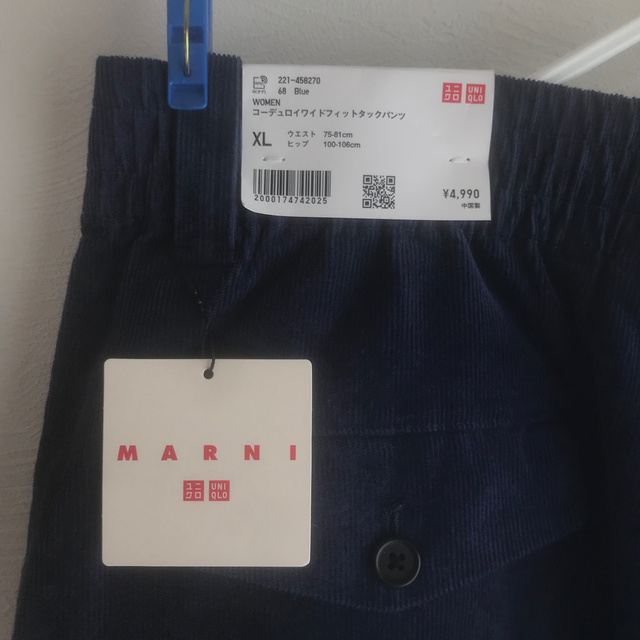 221-458270
68 Blue
WOMEN
コーデュロイワイドフィットタックパンツ
XL
ウエスト 75-81cm
ヒップ 100-106cm
2000174742025
ユニクロ
UNIQLO
¥4,990
中国製
MARNI
ユニクロ
UNIQLO